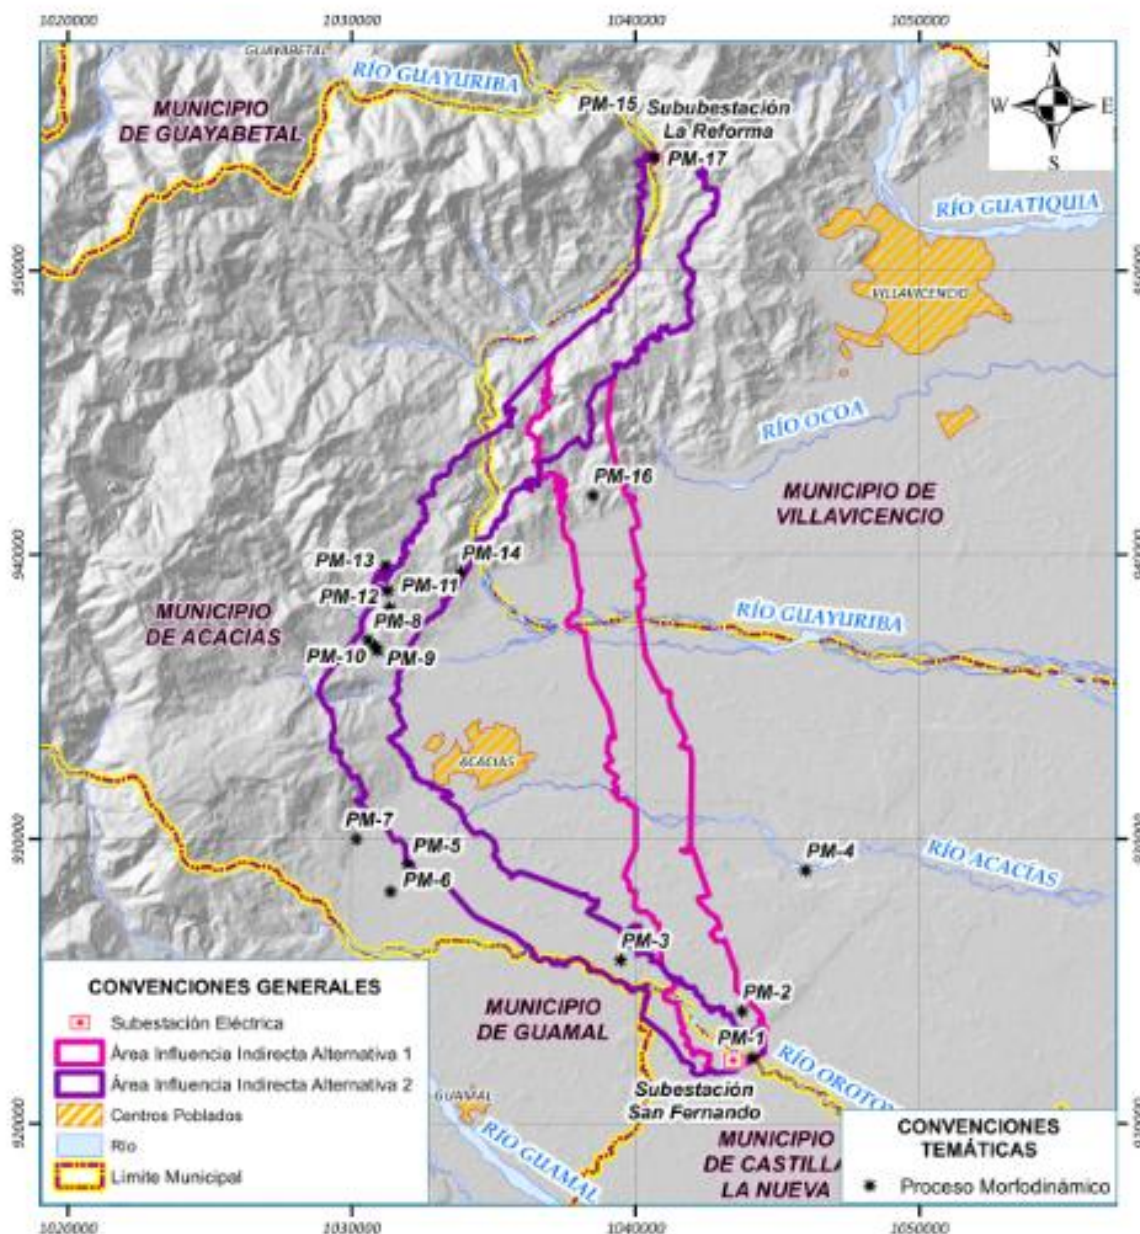 1020000 1030000 1040000 1050000
N
W E
S
GUAYABETAL
RÍO GUAYURIBA
MUNICIPIO
DE GUAYABETAL
PM-15
Sububestación
La Reforma
PM-17
RÍO GUATIQUIA
VILLAVICENCIO
RÍO OCOA
PM-16
MUNICIPIO DE
VILLAVICENCIO
PM-13
PM-14
PM-11
PM-12
PM-8
PM-10
PM-9
MUNICIPIO
DE ACACIAS
RÍO GUAYURIBA
ACACIAS
PM-7
PM-5
PM-6
PM-4
RÍO ACACÍAS
PM-3
PM-2
PM-1
MUNICIPIO
DE GUAMAL
Subestación
San Fernando
GUAMAL
RÍO GUAMAL
MUNICIPIO
DE CASTILLA
LA NUEVA
CONVENCIONES GENERALES
Subestación Eléctrica
Área Influencia Indirecta Alternativa 1
Área Influencia Indirecta Alternativa 2
Centros Poblados
Río
Límite Municipal
CONVENCIONES
TEMÁTICAS
Proceso Morfodinámico
1020000 1030000 1040000 1050000